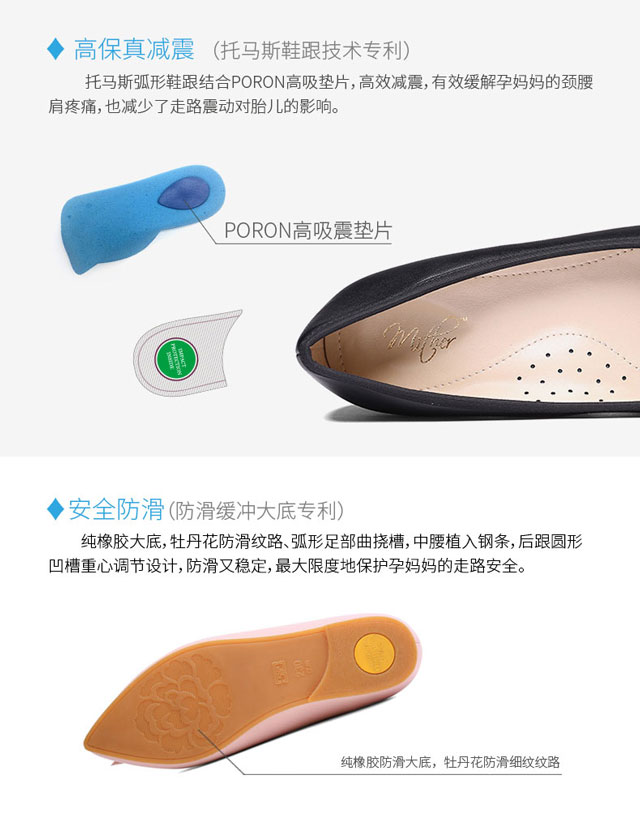 高保真减震（托马斯鞋跟技术专利）
托马斯弧形鞋跟结合PORON高吸垫片，高效减震，有效缓解孕妈妈的颈腰
肩疼痛，也减少了走路震动对胎儿的影响。
PORON高吸震垫片
IMPACT
PROTECTION
INSIDE
安全防滑（防滑缓冲大底专利）
纯橡胶大底，牡丹花防滑纹路、弧形足部曲挠槽，中腰植入钢条，后跟圆形
凹槽重心调节设计，防滑又稳定，最大限度地保护孕妈妈的走路安全。
纯橡胶防滑大底，牡丹花防滑细纹纹路